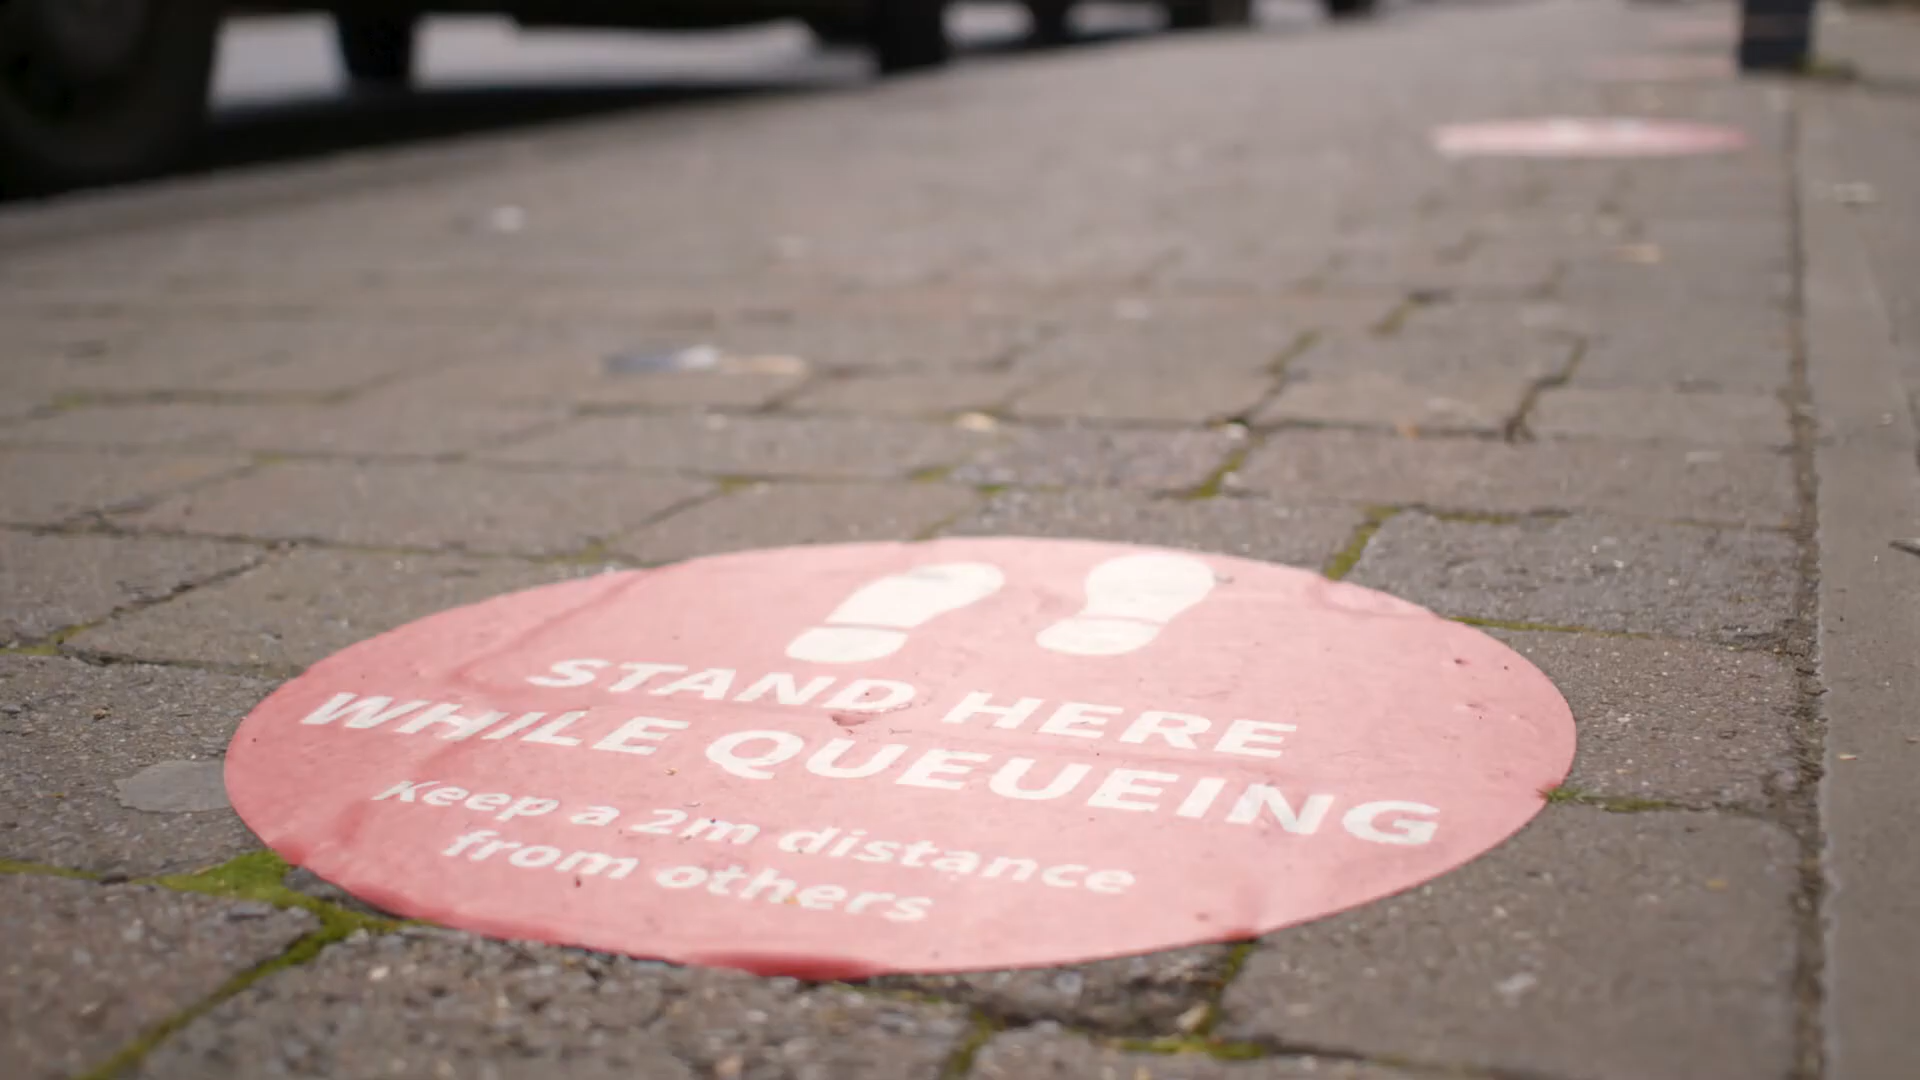 STAND HERE
WHILE QUEUEING
Keep a 2m distance
from others